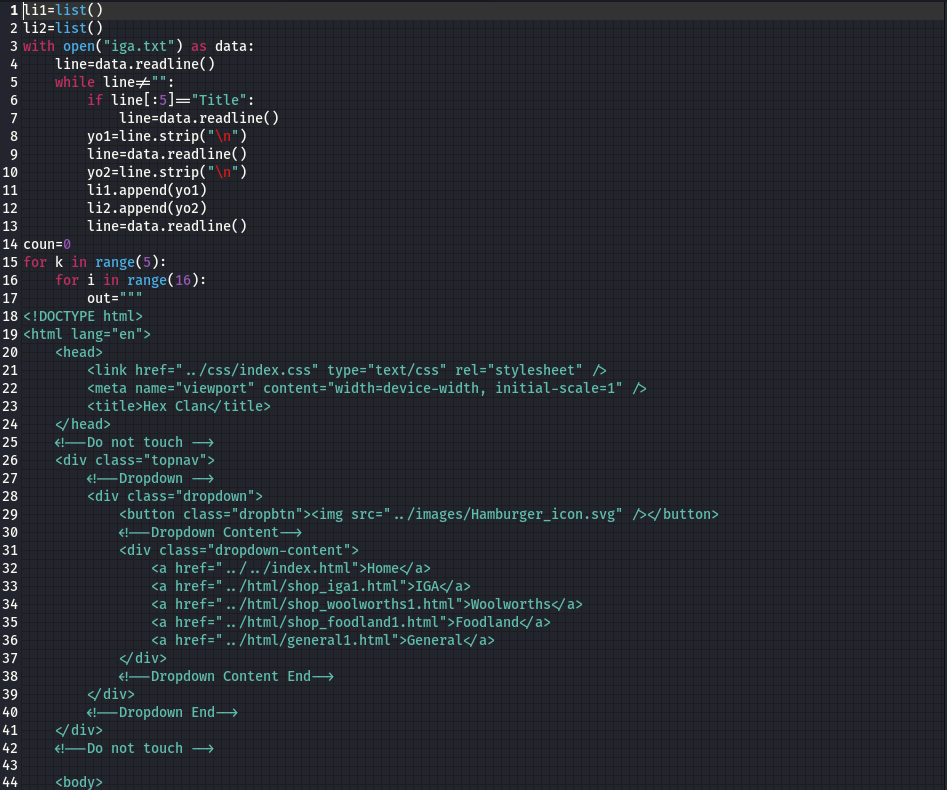 1 li1=list()
2 li2=list()
3 with open("iga.txt") as data:
4     line=data.readline()
5     while line!="":
6         if line[:5]=="Title":
7             line=data.readline()
8         yo1=line.strip("\n")
9         line=data.readline()
10         yo2=line.strip("\n")
11         li1.append(yo1)
12         li2.append(yo2)
13         line=data.readline()
14 coun=0
15 for k in range(5):
16     for i in range(16):
17         out="""
18 <!DOCTYPE html>
19 <html lang="en">
20     <head>
21         <link href="../css/index.css" type="text/css" rel="stylesheet" />
22         <meta name="viewport" content="width=device-width, initial-scale=1" />
23         <title>Hex Clan</title>
24     </head>
25     <!--Do not touch -->
26     <div class="topnav">
27         <!--Dropdown -->
28         <div class="dropdown">
29             <button class="dropbtn"><img src="../images/Hamburger_icon.svg" /></button>
30             <!--Dropdown Content-->
31             <div class="dropdown-content">
32                 <a href="../../index.html">Home</a>
33                 <a href="../html/shop_iga1.html">IGA</a>
34                 <a href="../html/shop_woolworths1.html">Woolworths</a>
35                 <a href="../html/shop_foodland1.html">Foodland</a>
36                 <a href="../html/general1.html">General</a>
37             </div>
38             <!--Dropdown Content End-->
39         </div>
40         <!--Dropdown End-->
41     </div>
42     <!--Do not touch -->
43
44     <body>